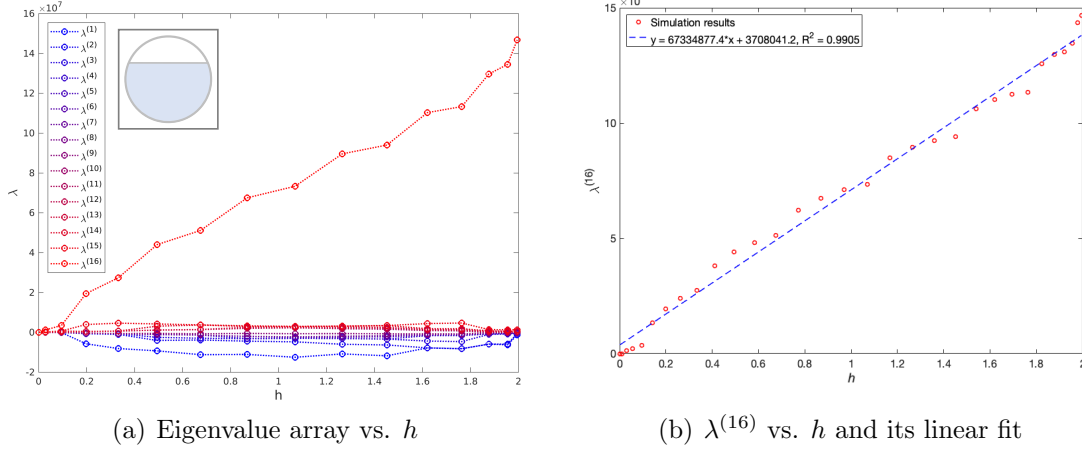 ×10⁷
16
14
12
10
8
6
4
2
0
-2
λ
0 0.2 0.4 0.6 0.8 1 1.2 1.4 1.6 1.8 2
h
λ(1)
λ(2)
λ(3)
λ(4)
λ(5)
λ(6)
λ(7)
λ(8)
λ(9)
λ(10)
λ(11)
λ(12)
λ(13)
λ(14)
λ(15)
λ(16)
(a) Eigenvalue array vs. h
15
10
5
0
λ(16)
Simulation results
y = 67334877.4*x + 3708041.2, R² = 0.9905
0 0.2 0.4 0.6 0.8 1 1.2 1.4 1.6 1.8 2
h
(b) λ(16) vs. h and its linear fit